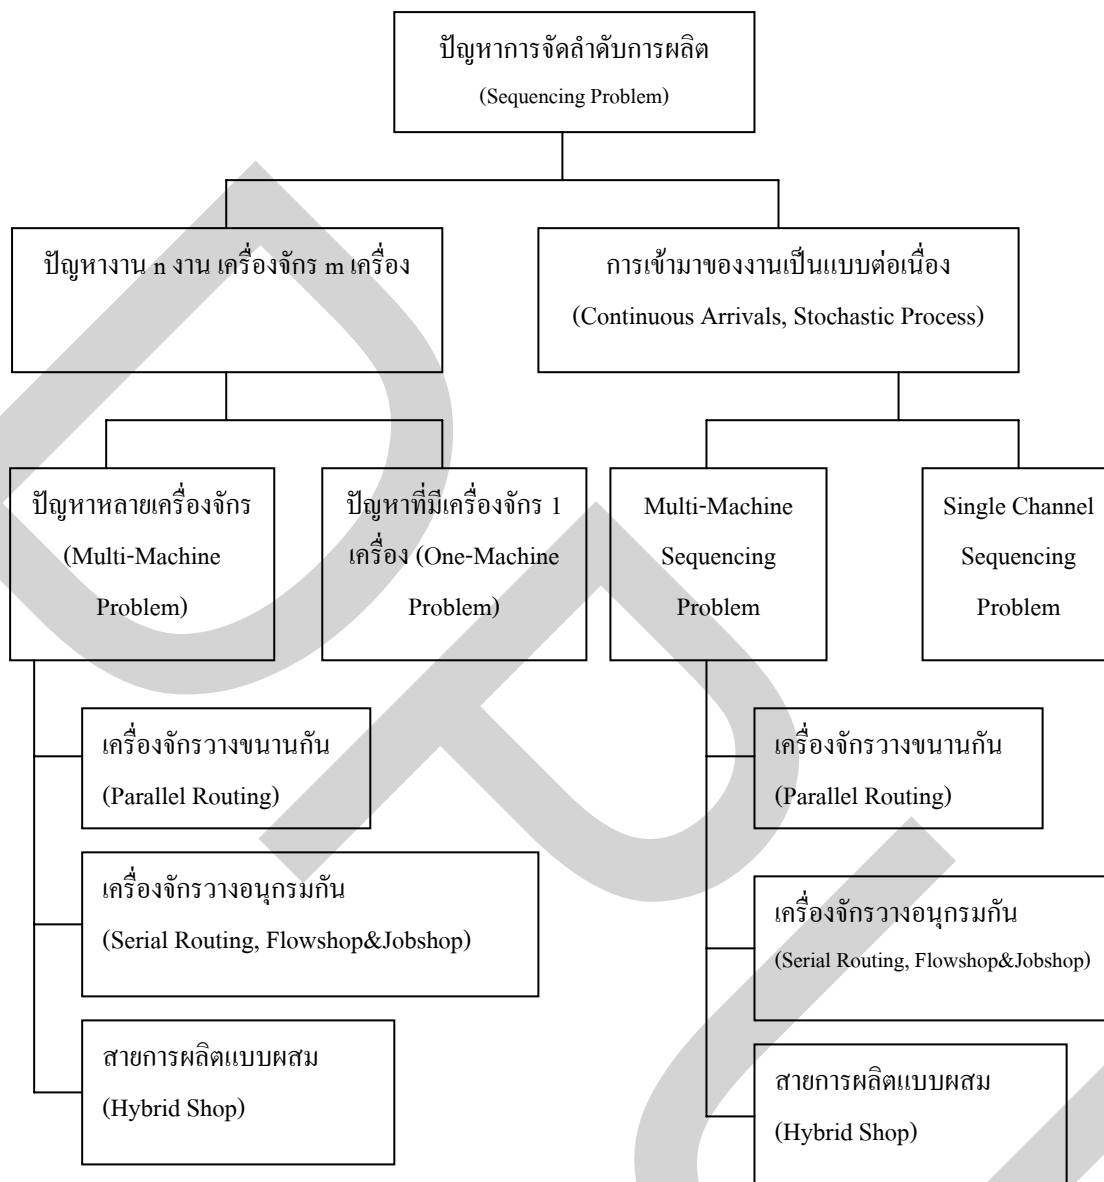 ปัญหาการจัดลำดับการผลิต
(Sequencing Problem)
ปัญหางาน n งาน เครื่องจักร m เครื่อง
การเข้ามาของงานเป็นแบบต่อเนื่อง
(Continuous Arrivals, Stochastic Process)
ปัญหาหลายเครื่องจักร
(Multi-Machine
Problem)
ปัญหาที่มีเครื่องจักร 1
เครื่อง (One-Machine
Problem)
Multi-Machine
Sequencing
Problem
Single Channel
Sequencing
Problem
เครื่องจักรวางขนานกัน
(Parallel Routing)
เครื่องจักรวางอนุกรมกัน
(Serial Routing, Flowshop&Jobshop)
สายการผลิตแบบผสม
(Hybrid Shop)
เครื่องจักรวางขนานกัน
(Parallel Routing)
เครื่องจักรวางอนุกรมกัน
(Serial Routing, Flowshop&Jobshop)
สายการผลิตแบบผสม
(Hybrid Shop)